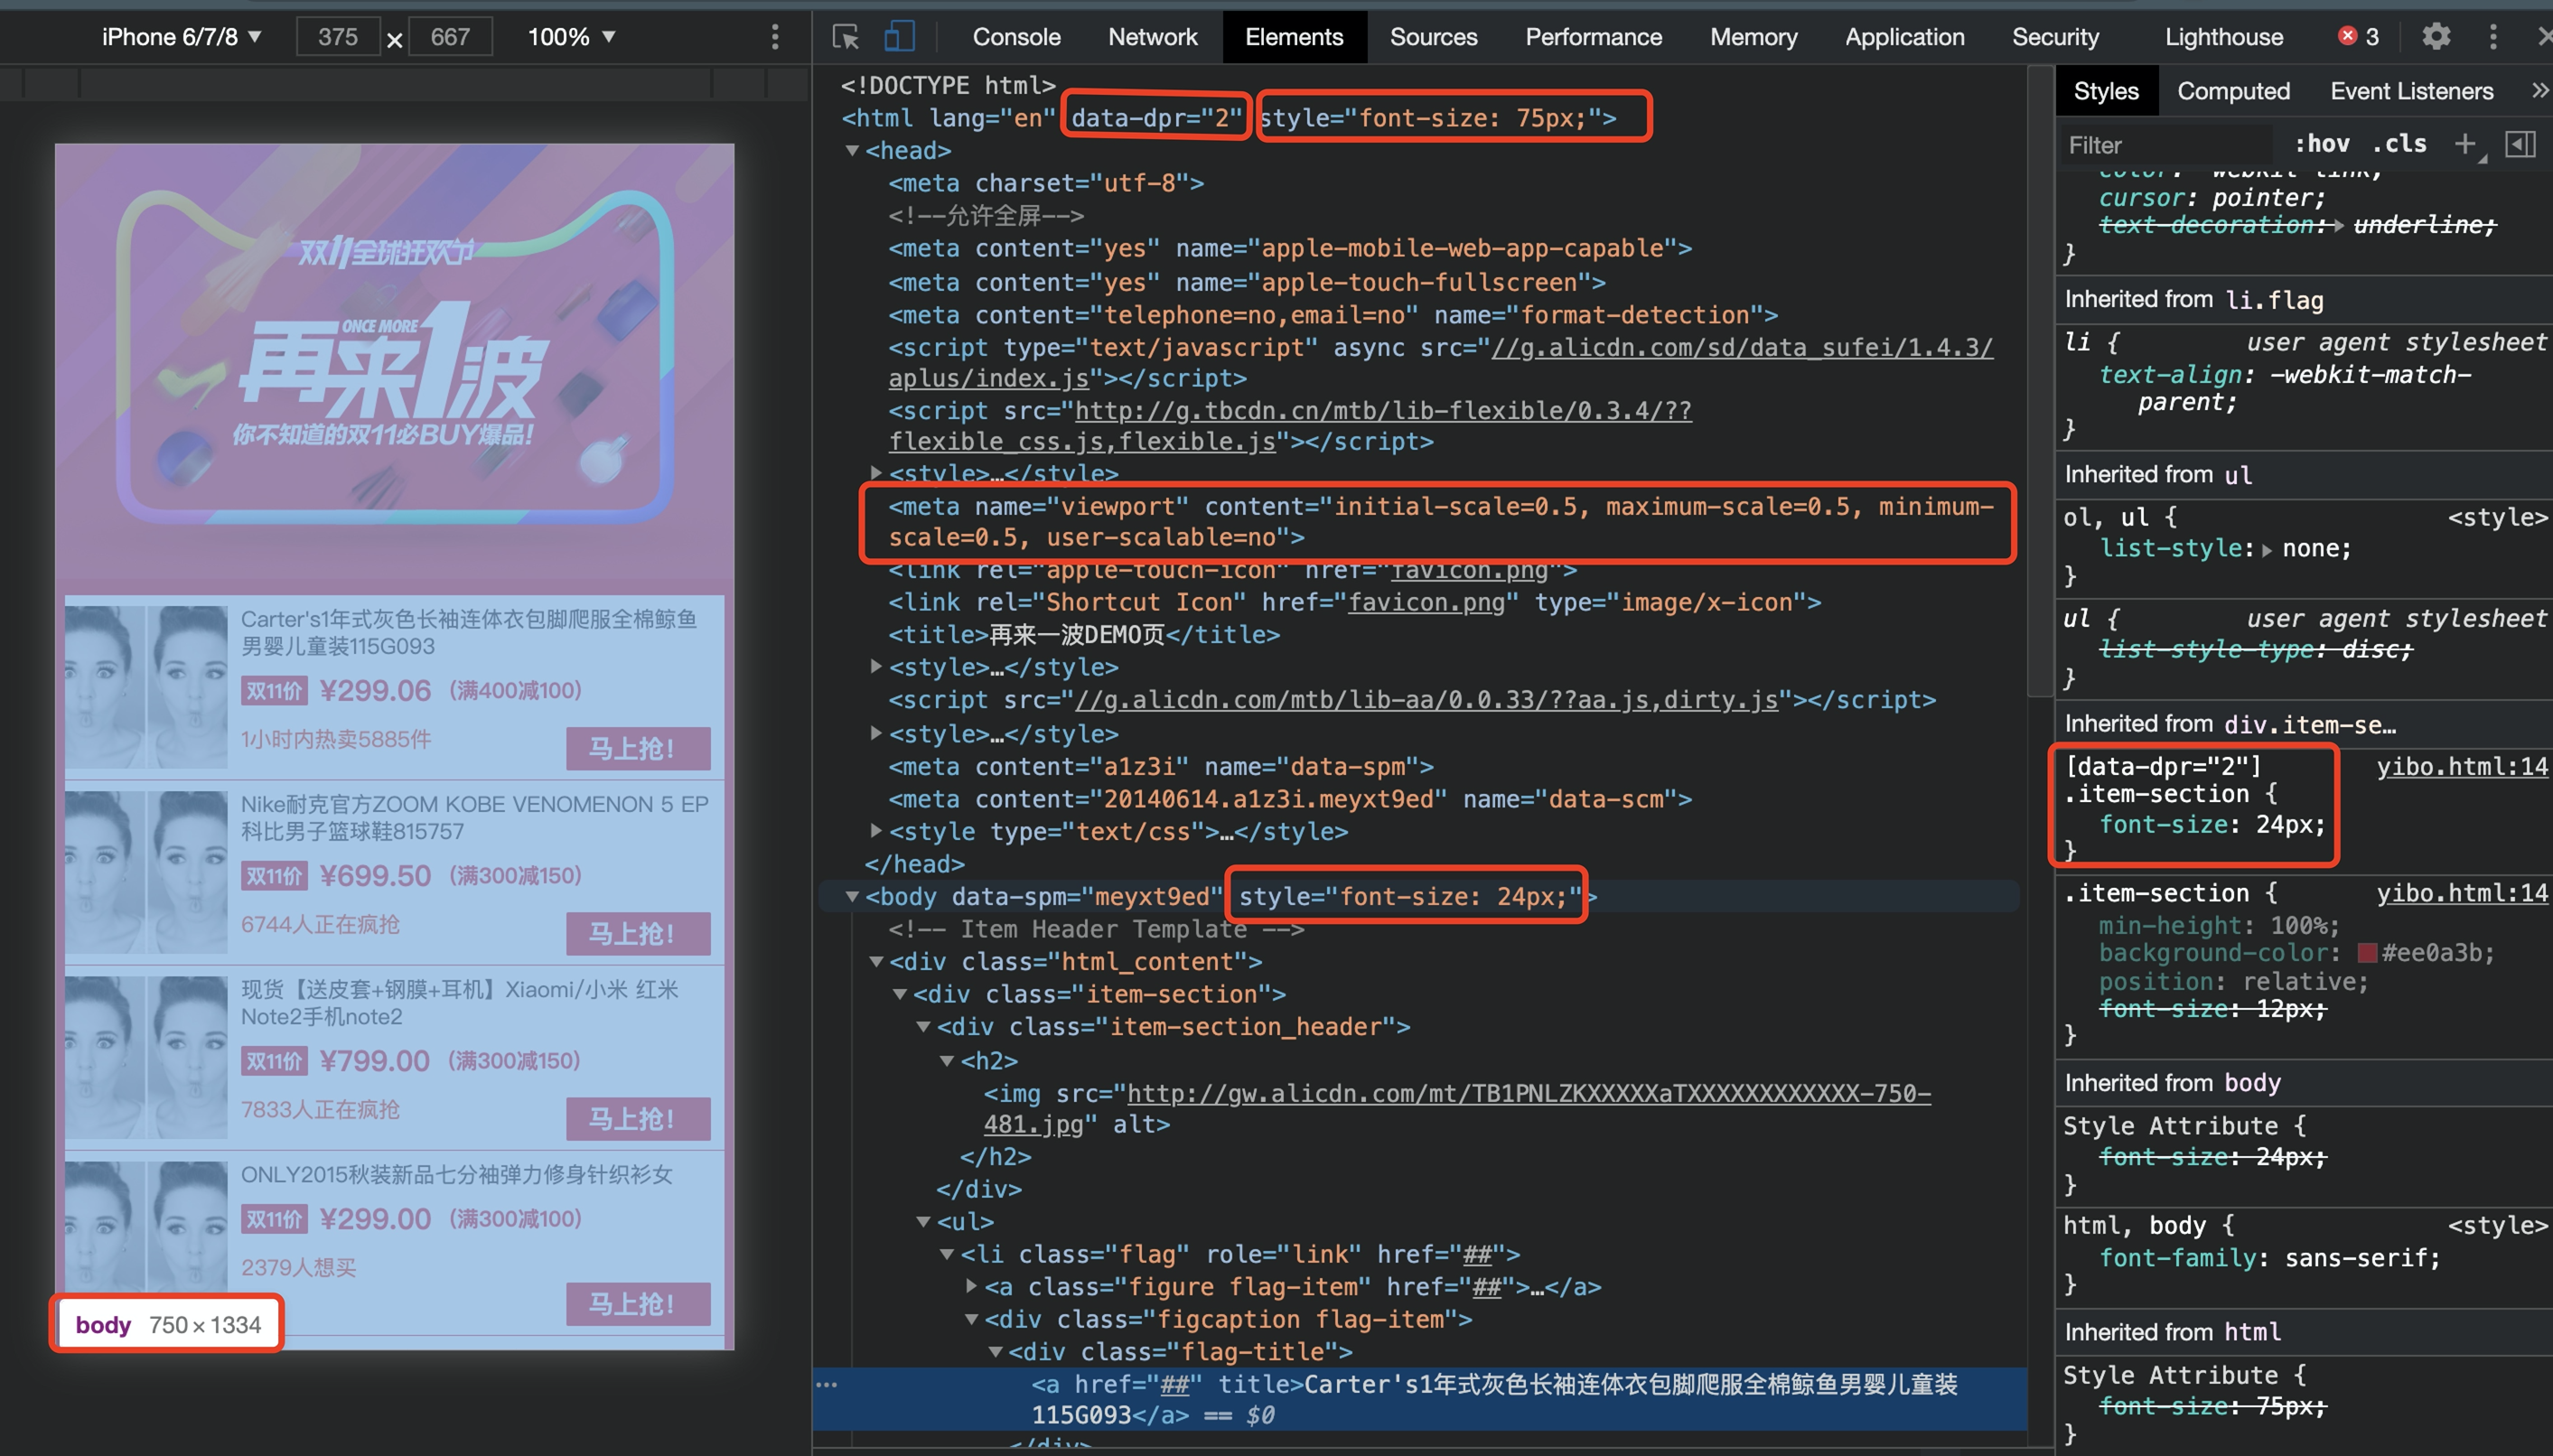 iPhone 6/7/8 ▼ 375 × 667 100% ▼
双11全球狂欢节
ONCE MORE
再来1波
你不知道的双11必BUY爆品!
Carter's1年式灰色长袖连体衣包脚爬服全棉鲸鱼
男婴儿童装115G093
双11价 ¥299.06 (满400减100)
1小时内热卖5885件
马上抢!
Nike耐克官方ZOOM KOBE VENOMENON 5 EP
科比男子篮球鞋815757
双11价 ¥699.50 (满300减150)
6744人正在疯抢
马上抢!
现货【送皮套+钢膜+耳机】Xiaomi/小米 红米
Note2手机note2
双11价 ¥799.00 (满300减150)
7833人正在疯抢
马上抢!
ONLY2015秋装新品七分袖弹力修身针织衫女
双11价 ¥299.00 (满300减100)
2379人想买
马上抢!
body 750 × 1334
Console Network Elements Sources Performance Memory Application Security Lighthouse 3
<!DOCTYPE html>
<html lang="en" data-dpr="2" style="font-size: 75px;">
<head>
<meta charset="utf-8">
<!--允许全屏-->
<meta content="yes" name="apple-mobile-web-app-capable">
<meta content="yes" name="apple-touch-fullscreen">
<meta content="telephone=no,email=no" name="format-detection">
<script type="text/javascript" async src="//g.alicdn.com/sd/data_sufei/1.4.3/
aplus/index.js"></script>
<script src="http://g.tbcdn.cn/mtb/lib-flexible/0.3.4/??
flexible_css.js,flexible.js"></script>
<style>…</style>
<meta name="viewport" content="initial-scale=0.5, maximum-scale=0.5, minimum-
scale=0.5, user-scalable=no">
<link rel="apple-touch-icon" href="favicon.png">
<link rel="Shortcut Icon" href="favicon.png" type="image/x-icon">
<title>再来一波DEMO页</title>
<style>…</style>
<script src="//g.alicdn.com/mtb/lib-aa/0.0.33/??aa.js,dirty.js"></script>
<style>…</style>
<meta content="a1z3i" name="data-spm">
<meta content="20140614.a1z3i.meyxt9ed" name="data-scm">
<style type="text/css">…</style>
</head>
<body data-spm="meyxt9ed" style="font-size: 24px;">
<!-- Item Header Template -->
<div class="html_content">
<div class="item-section">
<div class="item-section_header">
<h2>
<img src="http://gw.alicdn.com/mt/TB1PNLZKXXXXXaTXXXXXXXXXXXX-750-
481.jpg" alt>
</h2>
</div>
<ul>
<li class="flag" role="link" href="##">
<a class="figure flag-item" href="##">…</a>
<div class="figcaption flag-item">
<div class="flag-title">
<a href="##" title>Carter's1年式灰色长袖连体衣包脚爬服全棉鲸鱼男婴儿童装
115G093</a> == $0
</div>
Styles Computed Event Listeners »
Filter :hov .cls +
color: -webkit-link;
cursor: pointer;
text-decoration: underline;
}
Inherited from li.flag
li { user agent stylesheet
text-align: -webkit-match-
parent;
}
Inherited from ul
ol, ul { <style>
list-style: none;
}
ul { user agent stylesheet
list-style-type: disc;
}
Inherited from div.item-se…
[data-dpr="2"] yibo.html:14
.item-section {
font-size: 24px;
}
.item-section { yibo.html:14
min-height: 100%;
background-color: #ee0a3b;
position: relative;
font-size: 12px;
}
Inherited from body
Style Attribute {
font-size: 24px;
}
html, body { <style>
font-family: sans-serif;
}
Inherited from html
Style Attribute {
font-size: 75px;
}